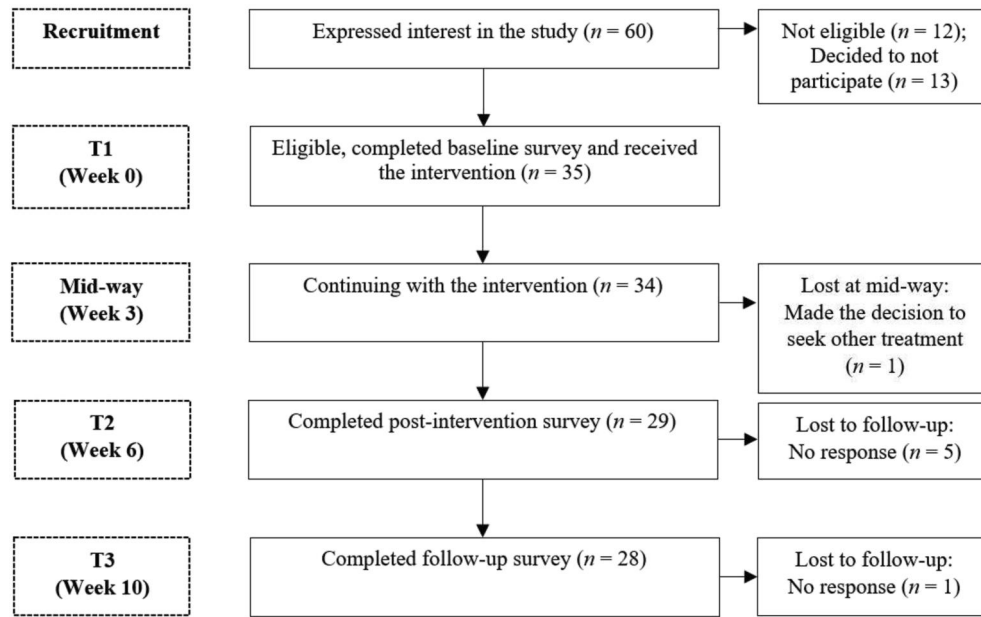 Recruitment
Expressed interest in the study (n = 60)
Not eligible (n = 12);
Decided to not
participate (n = 13)
T1
(Week 0)
Eligible, completed baseline survey and received
the intervention (n = 35)
Mid-way
(Week 3)
Continuing with the intervention (n = 34)
Lost at mid-way:
Made the decision to
seek other treatment
(n = 1)
T2
(Week 6)
Completed post-intervention survey (n = 29)
Lost to follow-up:
No response (n = 5)
T3
(Week 10)
Completed follow-up survey (n = 28)
Lost to follow-up:
No response (n = 1)